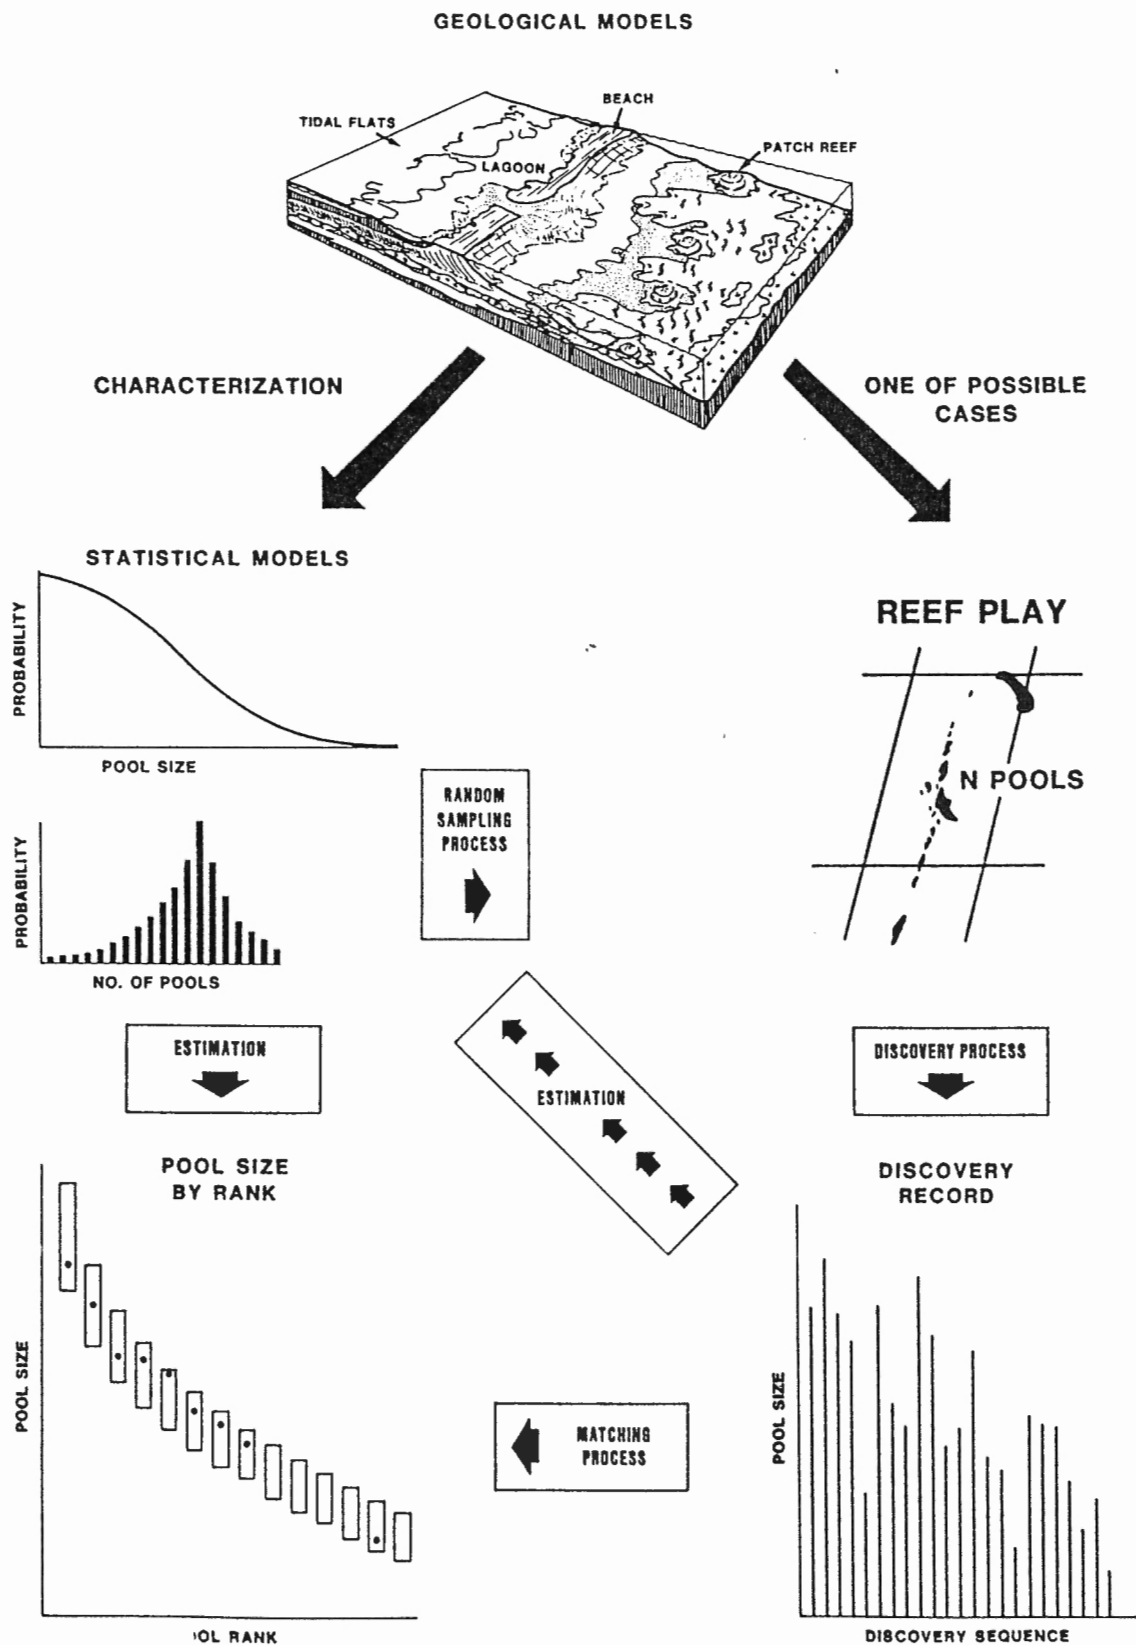 GEOLOGICAL MODELS
BEACH
TIDAL FLATS
PATCH REEF
LAGOON
CHARACTERIZATION
ONE OF POSSIBLE
CASES
STATISTICAL MODELS
PROBABILITY
POOL SIZE
REEF PLAY
N POOLS
RANDOM
SAMPLING
PROCESS
PROBABILITY
NO. OF POOLS
ESTIMATION
ESTIMATION
DISCOVERY PROCESS
POOL SIZE
BY RANK
DISCOVERY
RECORD
POOL SIZE
POOL SIZE
MATCHING
PROCESS
OL RANK
DISCOVERY SEQUENCE